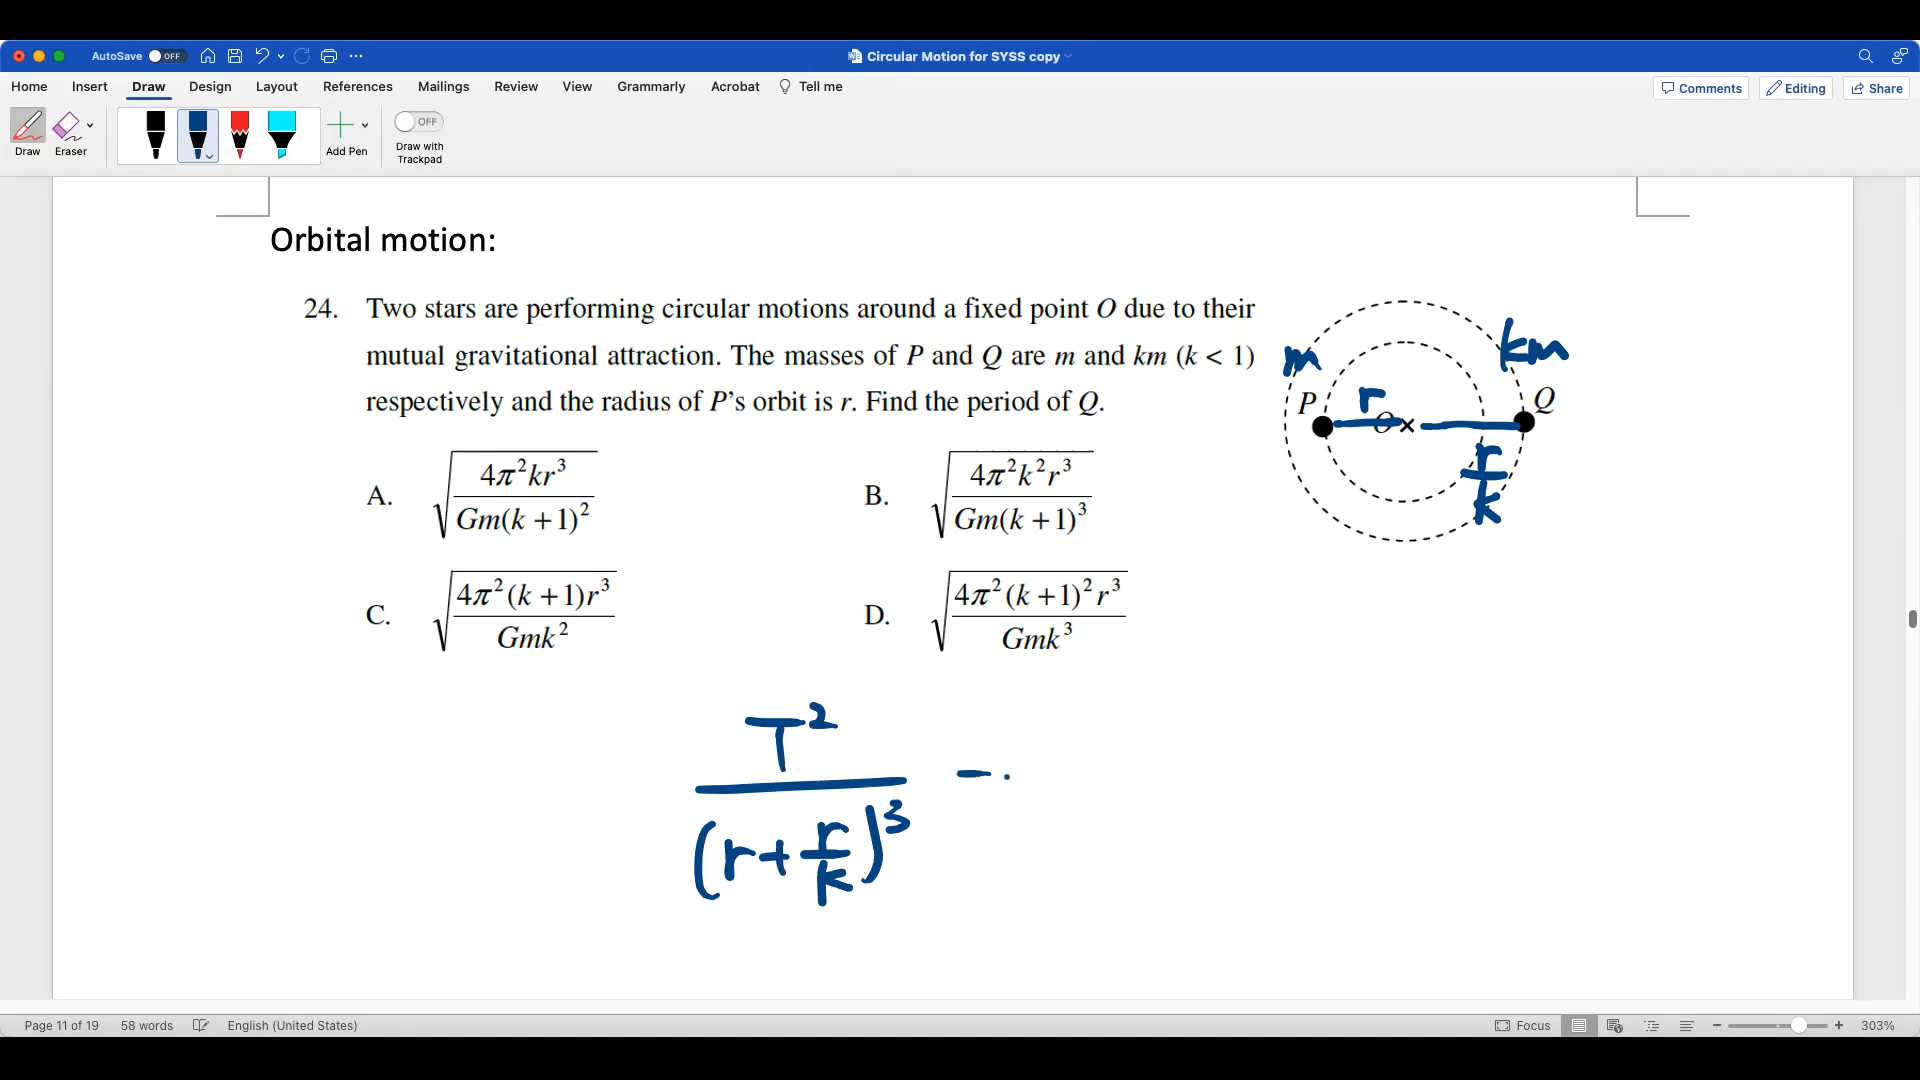 AutoSave OFF
Circular Motion for SYSS copy
Home Insert Draw Design Layout References Mailings Review View Grammarly Acrobat Tell me
Comments Editing Share
OFF
Draw Eraser Add Pen Draw with Trackpad
Orbital motion:
24. Two stars are performing circular motions around a fixed point O due to their
mutual gravitational attraction. The masses of P and Q are m and km (k < 1)
respectively and the radius of P's orbit is r. Find the period of Q.
m km
P r O × Q
r/k
A. √(4π²kr³ / Gm(k+1)²) B. √(4π²k²r³ / Gm(k+1)³)
C. √(4π²(k+1)r³ / Gmk²) D. √(4π²(k+1)²r³ / Gmk³)
T² / (r + r/k)³ -
Page 11 of 19 58 words English (United States) Focus 303%